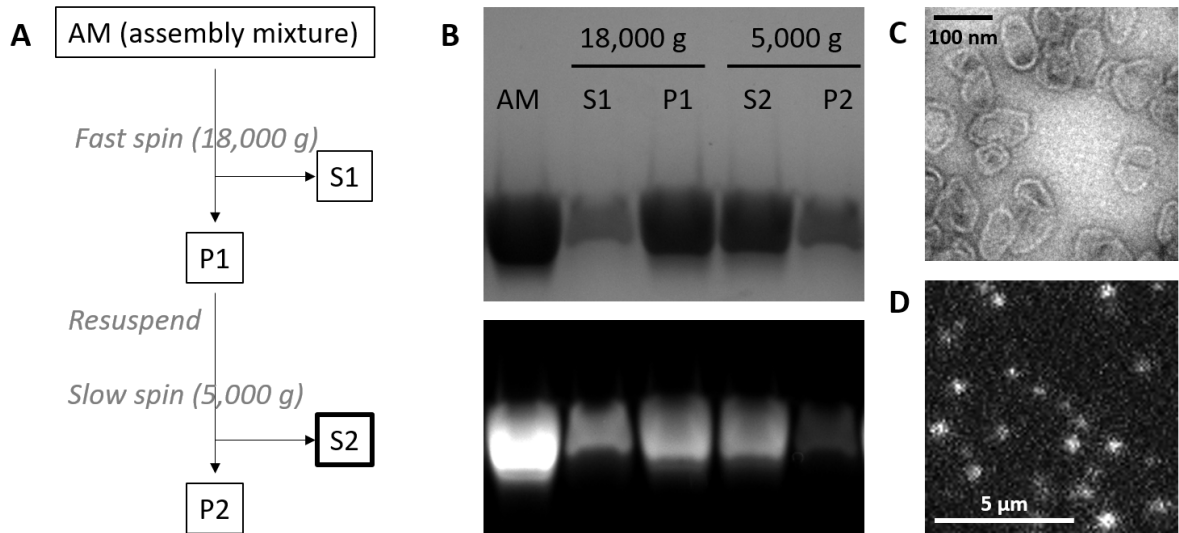 A
AM (assembly mixture)
Fast spin (18,000 g)
S1
P1
Resuspend
Slow spin (5,000 g)
S2
P2
B
18,000 g 5,000 g
AM S1 P1 S2 P2
C
100 nm
D
5 µm